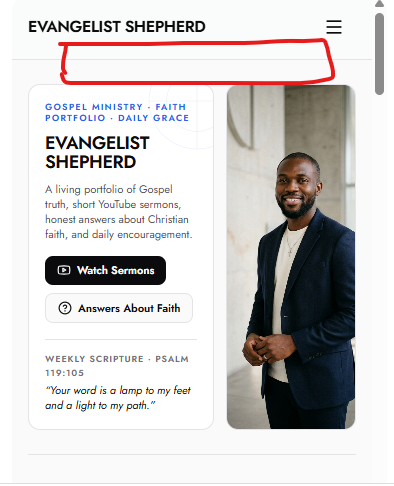 EVANGELIST SHEPHERD
GOSPEL MINISTRY · FAITH
PORTFOLIO · DAILY GRACE
EVANGELIST
SHEPHERD
A living portfolio of Gospel
truth, short YouTube sermons,
honest answers about Christian
faith, and daily encouragement.
Watch Sermons
Answers About Faith
WEEKLY SCRIPTURE · PSALM
119:105
“Your word is a lamp to my feet
and a light to my path.”